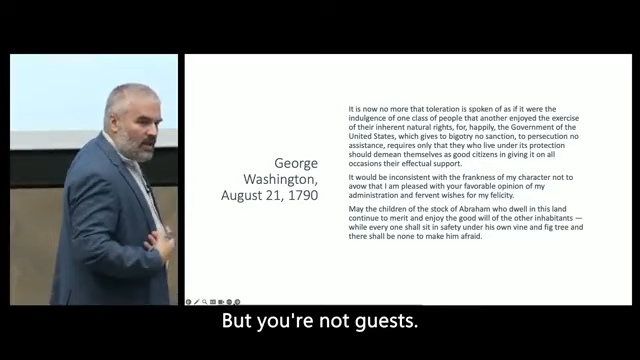 George
Washington,
August 21, 1790
It is now no more that toleration is spoken of as if it were the
indulgence of one class of people that another enjoyed the exercise
of their inherent natural rights, for, happily, the Government of the
United States, which gives to bigotry no sanction, to persecution no
assistance, requires only that they who live under its protection
should demean themselves as good citizens in giving it on all
occasions their effectual support.
It would be inconsistent with the frankness of my character not to
avow that I am pleased with your favorable opinion of my
administration and fervent wishes for my felicity.
May the children of the stock of Abraham who dwell in this land
continue to merit and enjoy the good will of the other inhabitants —
while every one shall sit in safety under his own vine and fig tree and
there shall be none to make him afraid.
But you're not guests.